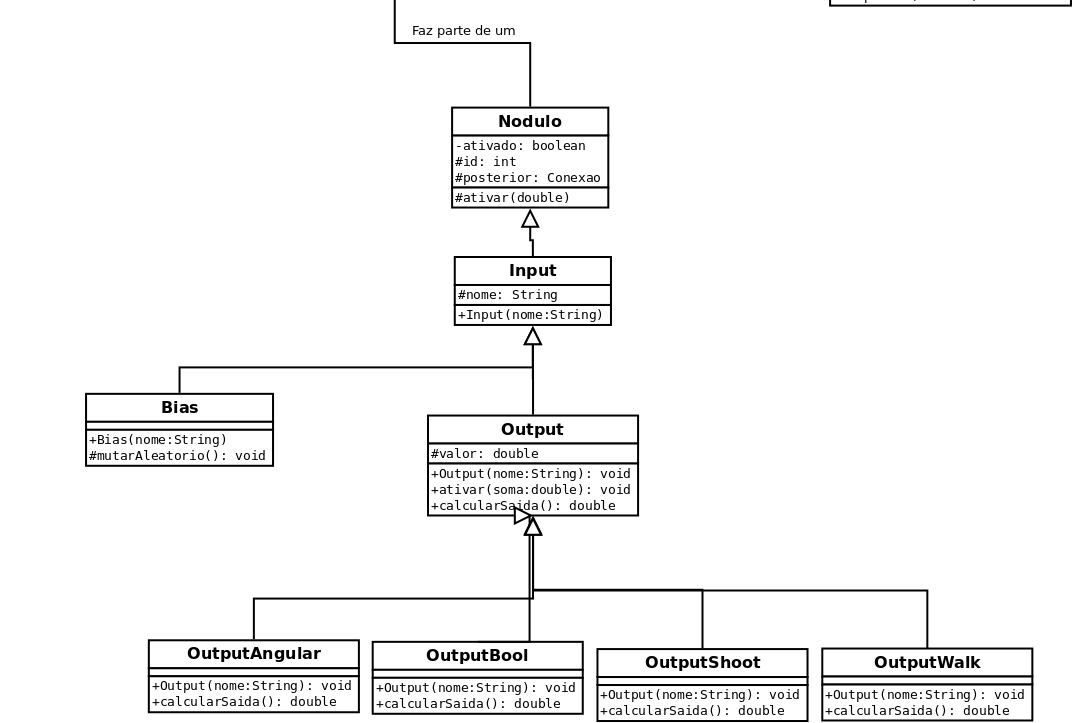 Faz parte de um
Nodulo
-ativado: boolean
#id: int
#posterior: Conexao
#ativar(double)
Input
#nome: String
+Input(nome:String)
Bias
+Bias(nome:String)
#mutarAleatorio(): void
Output
#valor: double
+Output(nome:String): void
+ativar(soma:double): void
+calcularSaida(): double
OutputAngular
+Output(nome:String): void
+calcularSaida(): double
OutputBool
+Output(nome:String): void
+calcularSaida(): double
OutputShoot
+Output(nome:String): void
+calcularSaida(): double
OutputWalk
+Output(nome:String): void
+calcularSaida(): double